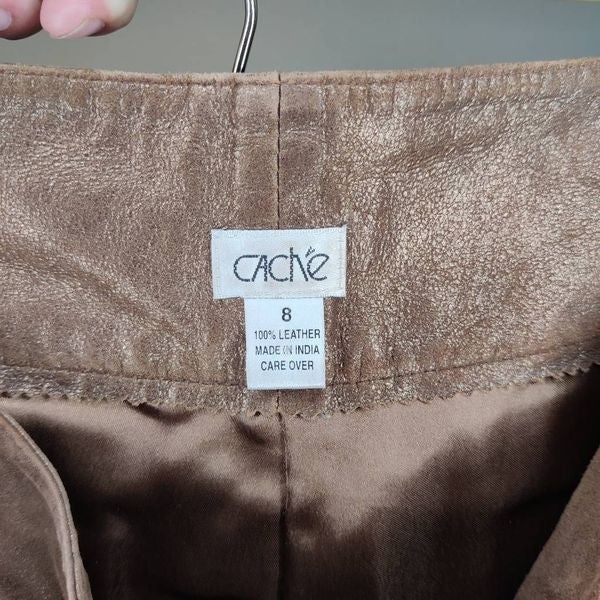 CACHé
8
100% LEATHER
MADE IN INDIA
CARE OVER